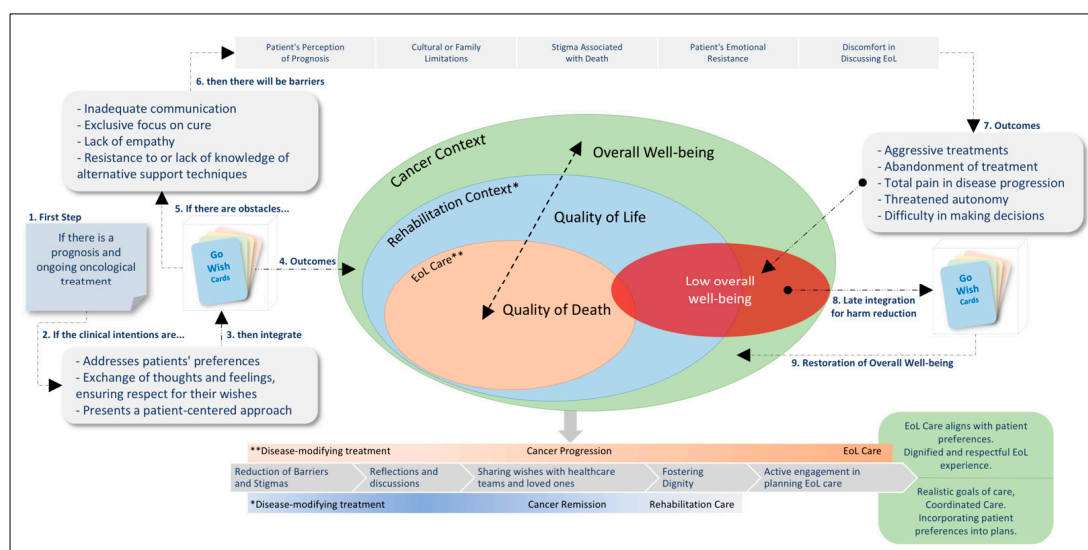 Patient's Perception
of Prognosis
Cultural or Family
Limitations
Stigma Associated
with Death
Patient's Emotional
Resistance
Discomfort in
Discussing EoL
6. then there will be barriers
- Inadequate communication
- Exclusive focus on cure
- Lack of empathy
- Resistance to or lack of knowledge of
alternative support techniques
7. Outcomes
- Aggressive treatments
- Abandonment of treatment
- Total pain in disease progression
- Threatened autonomy
- Difficulty in making decisions
1. First Step
If there is a
prognosis and
ongoing oncological
treatment
5. If there are obstacles...
Go
Wish
Cards
4. Outcomes
2. If the clinical intentions are...
3. then integrate
- Addresses patients' preferences
- Exchange of thoughts and feelings,
ensuring respect for their wishes
- Presents a patient-centered approach
Cancer Context
Overall Well-being
Rehabilitation Context*
Quality of Life
EoL Care**
Quality of Death
Low overall
well-being
8. Late integration
for harm reduction
Go
Wish
Cards
9. Restoration of Overall Well-being
**Disease-modifying treatment
Cancer Progression
EoL Care
Reduction of Barriers
and Stigmas
Reflections and
discussions
Sharing wishes with healthcare
teams and loved ones
Fostering
Dignity
Active engagement in
planning EoL care
*Disease-modifying treatment
Cancer Remission
Rehabilitation Care
EoL Care aligns with patient
preferences.
Dignified and respectful EoL
experience.
Realistic goals of care,
Coordinated Care.
Incorporating patient
preferences into plans.